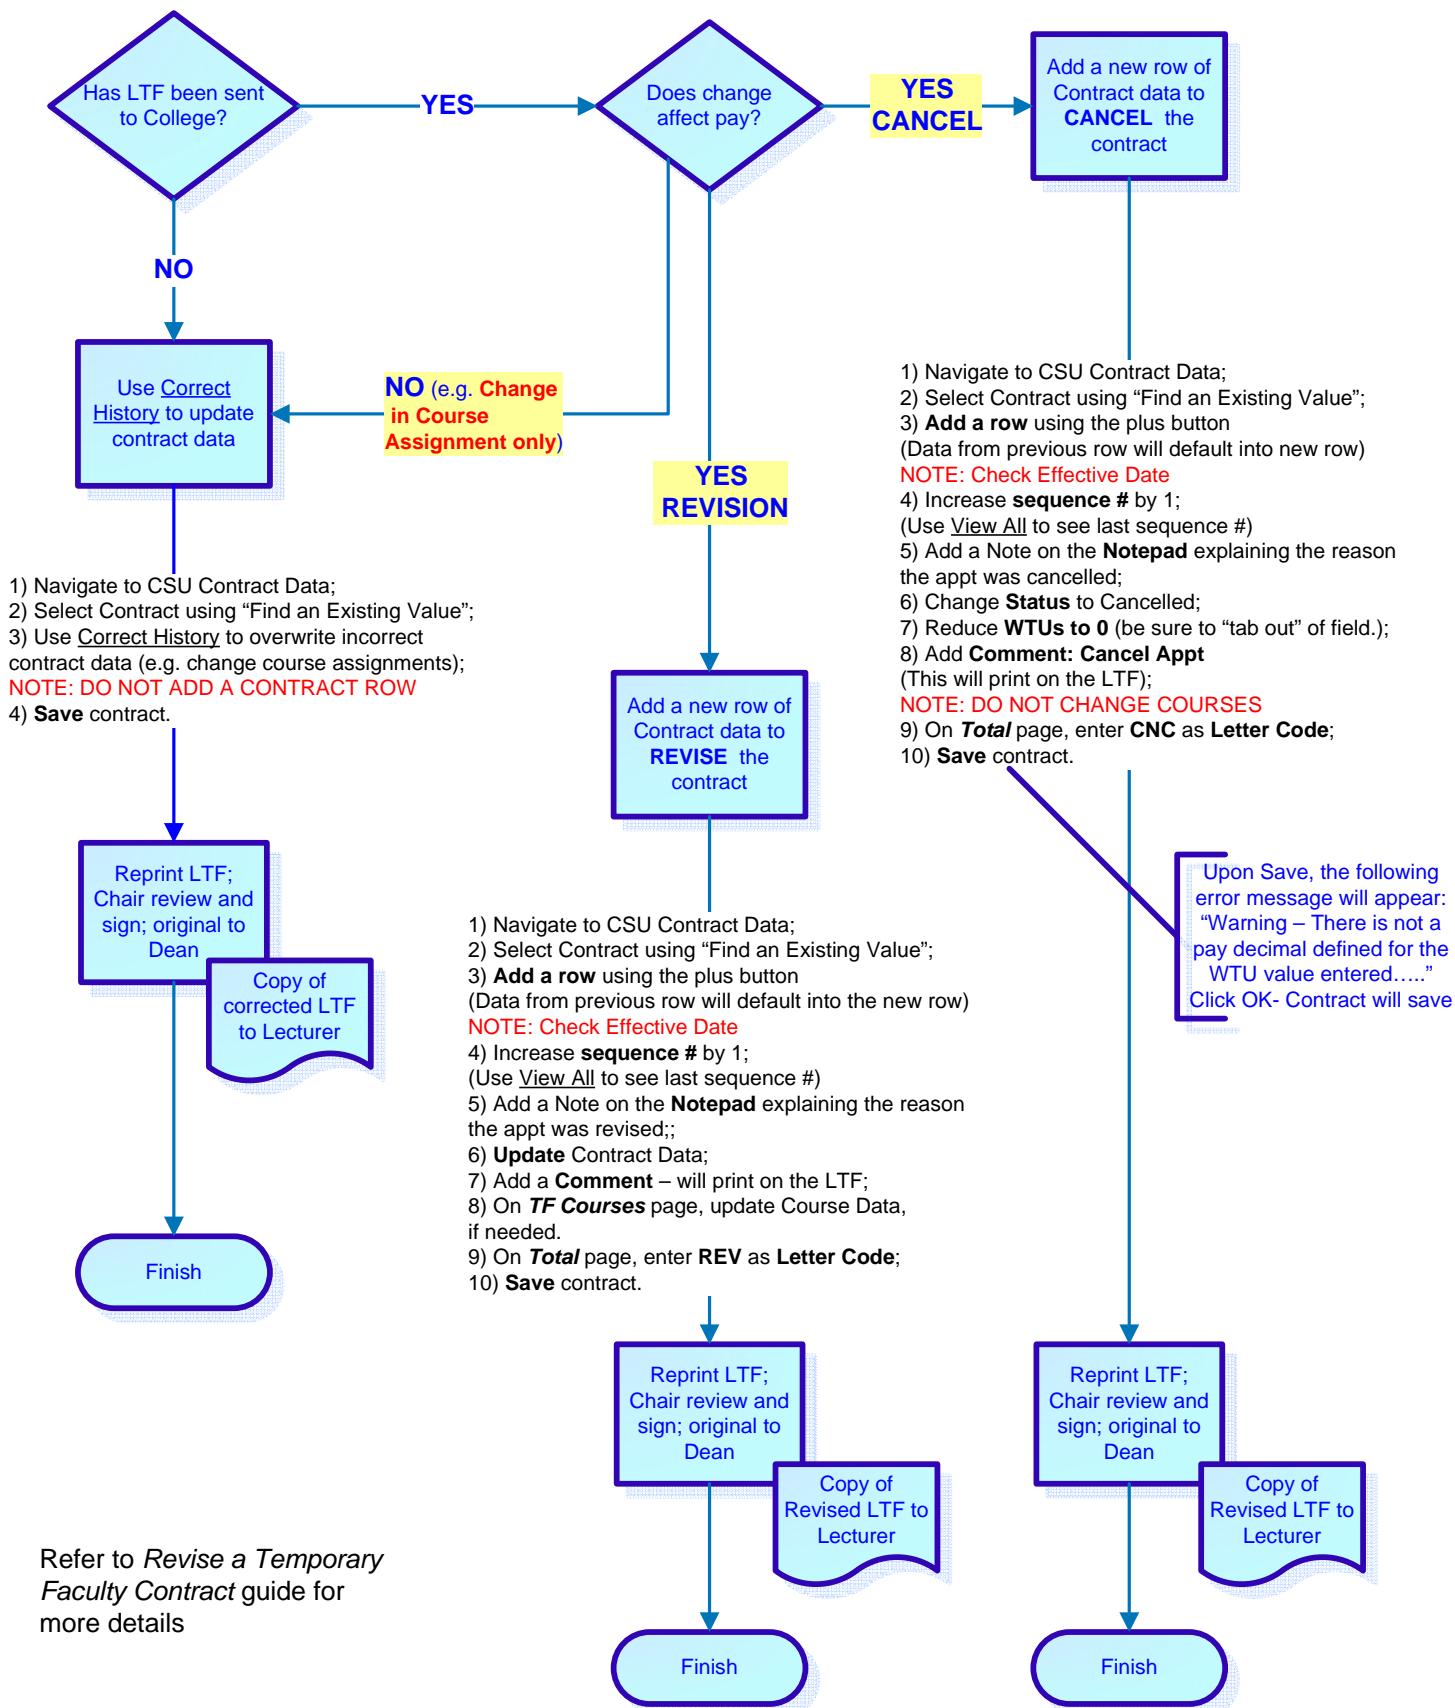 Has LTF been sent
to College?
YES
Does change
affect pay?
YES
CANCEL
Add a new row of
Contract data to
CANCEL the
contract
NO
Use Correct
History to update
contract data
NO (e.g. Change
in Course
Assignment only)
YES
REVISION
1) Navigate to CSU Contract Data;
2) Select Contract using “Find an Existing Value”;
3) Use Correct History to overwrite incorrect
contract data (e.g. change course assignments);
NOTE: DO NOT ADD A CONTRACT ROW
4) Save contract.
Reprint LTF;
Chair review and
sign; original to
Dean
Copy of
corrected LTF
to Lecturer
Finish
Add a new row of
Contract data to
REVISE the
contract
1) Navigate to CSU Contract Data;
2) Select Contract using “Find an Existing Value”;
3) Add a row using the plus button
(Data from previous row will default into the new row)
NOTE: Check Effective Date
4) Increase sequence # by 1;
(Use View All to see last sequence #)
5) Add a Note on the Notepad explaining the reason
the appt was revised;;
6) Update Contract Data;
7) Add a Comment – will print on the LTF;
8) On TF Courses page, update Course Data,
if needed.
9) On Total page, enter REV as Letter Code;
10) Save contract.
Reprint LTF;
Chair review and
sign; original to
Dean
Copy of
Revised LTF to
Lecturer
Finish
1) Navigate to CSU Contract Data;
2) Select Contract using “Find an Existing Value”;
3) Add a row using the plus button
(Data from previous row will default into new row)
NOTE: Check Effective Date
4) Increase sequence # by 1;
(Use View All to see last sequence #)
5) Add a Note on the Notepad explaining the reason
the appt was cancelled;
6) Change Status to Cancelled;
7) Reduce WTUs to 0 (be sure to “tab out” of field.);
8) Add Comment: Cancel Appt
(This will print on the LTF);
NOTE: DO NOT CHANGE COURSES
9) On Total page, enter CNC as Letter Code;
10) Save contract.
Upon Save, the following
error message will appear:
“Warning – There is not a
pay decimal defined for the
WTU value entered…..”
Click OK- Contract will save
Reprint LTF;
Chair review and
sign; original to
Dean
Copy of
Revised LTF to
Lecturer
Finish
Refer to Revise a Temporary
Faculty Contract guide for
more details